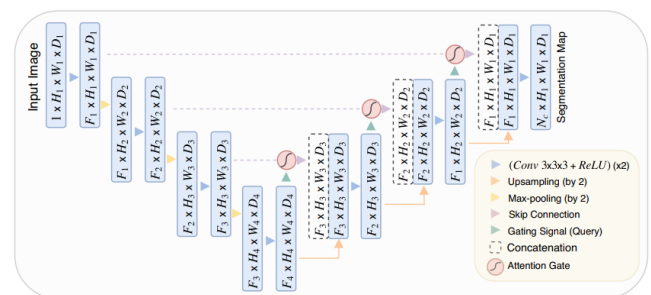 Input Image
1 x H₁ x W₁ x D₁
F₁ x H₁ x W₁ x D₁
F₁ x H₂ x W₂ x D₂
F₂ x H₂ x W₂ x D₂
F₂ x H₃ x W₃ x D₃
F₃ x H₃ x W₃ x D₃
F₃ x H₄ x W₄ x D₄
F₄ x H₄ x W₄ x D₄
F₃ x H₃ x W₃ x D₃
F₃ x H₃ x W₃ x D₃
F₂ x H₃ x W₃ x D₃
F₂ x H₂ x W₂ x D₂
F₂ x H₂ x W₂ x D₂
F₁ x H₂ x W₂ x D₂
F₁ x H₁ x W₁ x D₁
F₁ x H₁ x W₁ x D₁
N_c x H₁ x W₁ x D₁
Segmentation Map
(Conv 3x3x3 + ReLU) (x2)
Upsampling (by 2)
Max-pooling (by 2)
Skip Connection
Gating Signal (Query)
Concatenation
Attention Gate